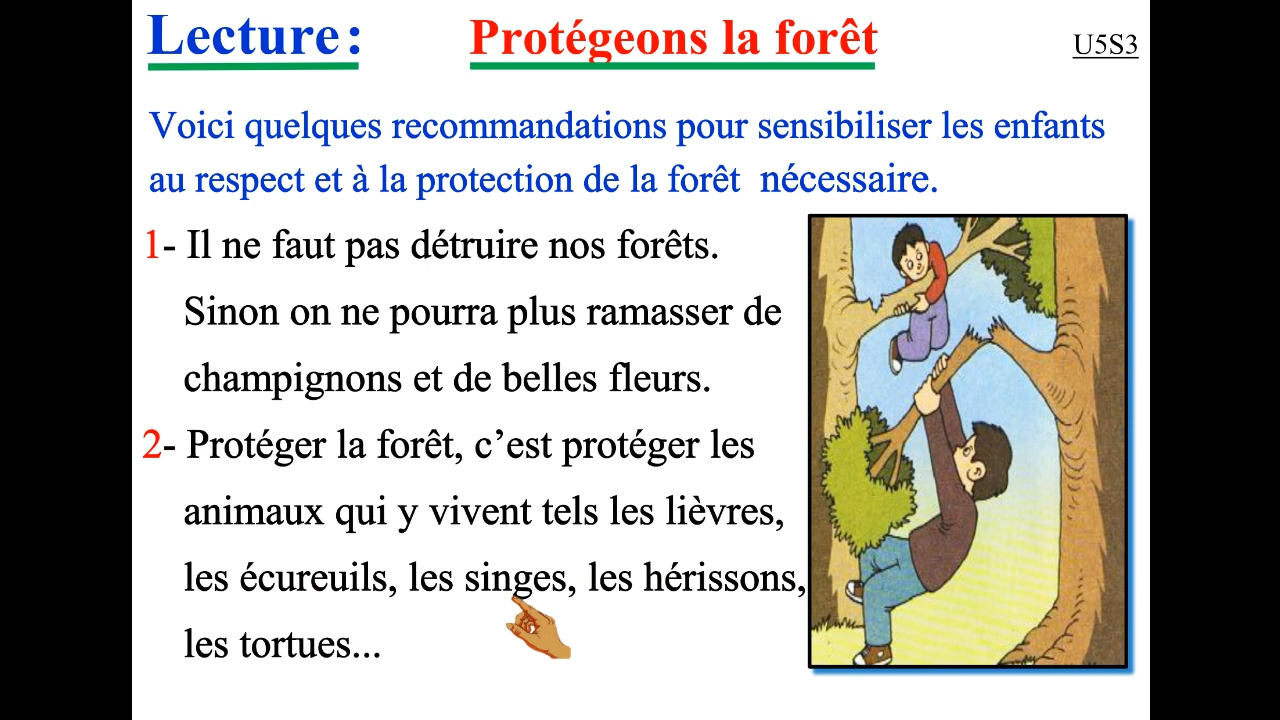 Lecture : Protégeons la forêt U5S3
Voici quelques recommandations pour sensibiliser les enfants
au respect et à la protection de la forêt nécessaire.
1- Il ne faut pas détruire nos forêts.
Sinon on ne pourra plus ramasser de
champignons et de belles fleurs.
2- Protéger la forêt, c’est protéger les
animaux qui y vivent tels les lièvres,
les écureuils, les singes, les hérissons,
les tortues...